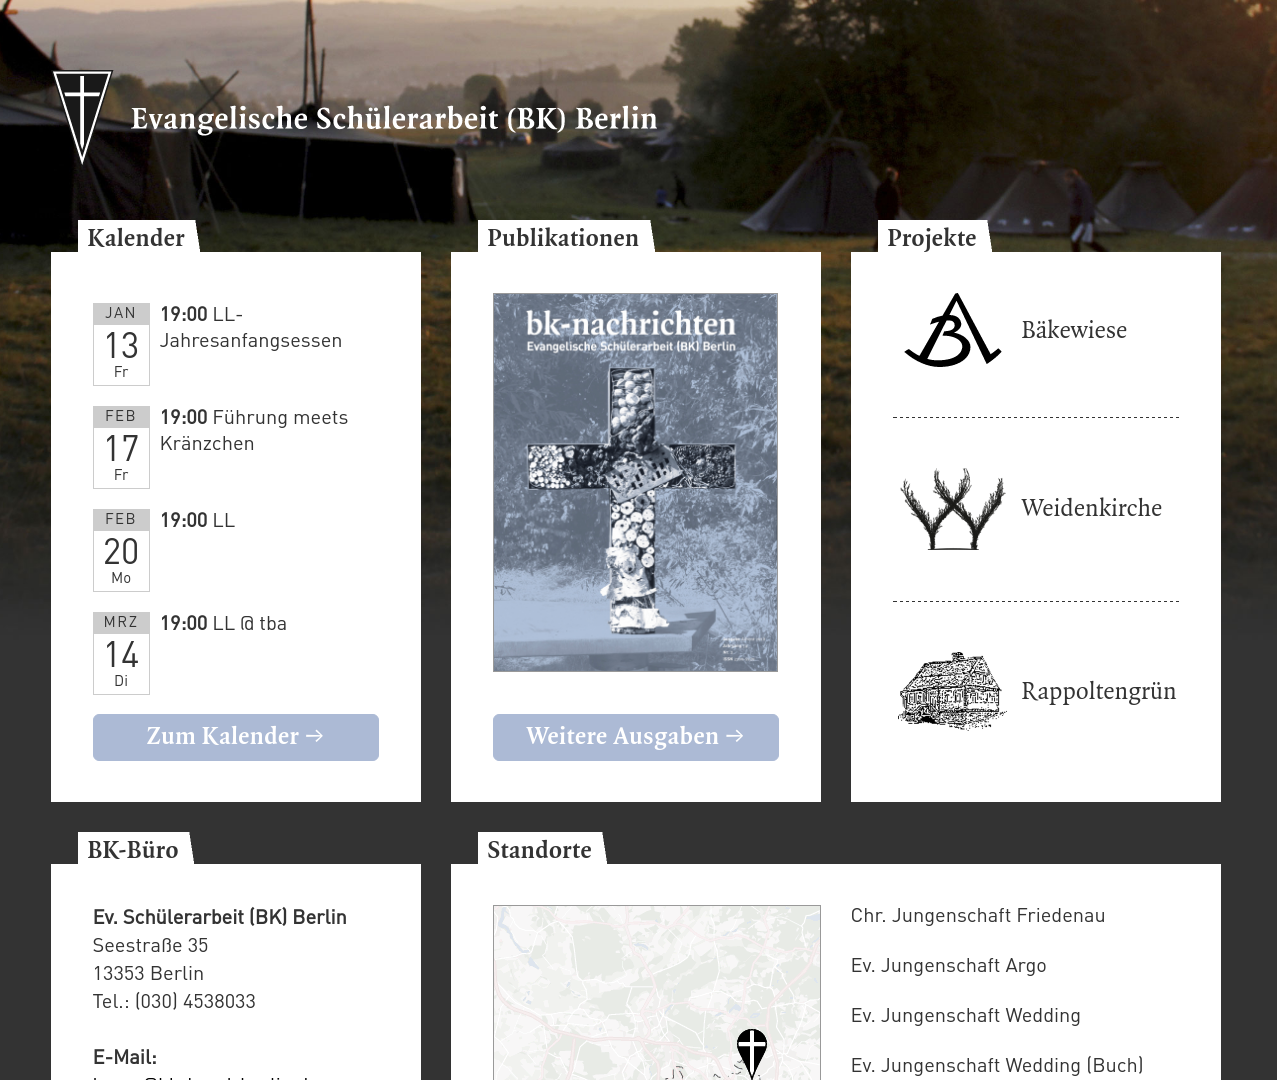 Evangelische Schülerarbeit (BK) Berlin
Kalender
JAN
13
Fr
19:00 LL-
Jahresanfangsessen
FEB
17
Fr
19:00 Führung meets
Kränzchen
FEB
20
Mo
19:00 LL
MRZ
14
Di
19:00 LL @ tba
Zum Kalender →
Publikationen
bk-nachrichten
Evangelische Schülerarbeit (BK) Berlin
Weitere Ausgaben →
Projekte
Bäkewiese
Weidenkirche
Rappoltengrün
BK-Büro
Ev. Schülerarbeit (BK) Berlin
Seestraße 35
13353 Berlin
Tel.: (030) 4538033
E-Mail:
Standorte
Chr. Jungenschaft Friedenau
Ev. Jungenschaft Argo
Ev. Jungenschaft Wedding
Ev. Jungenschaft Wedding (Buch)